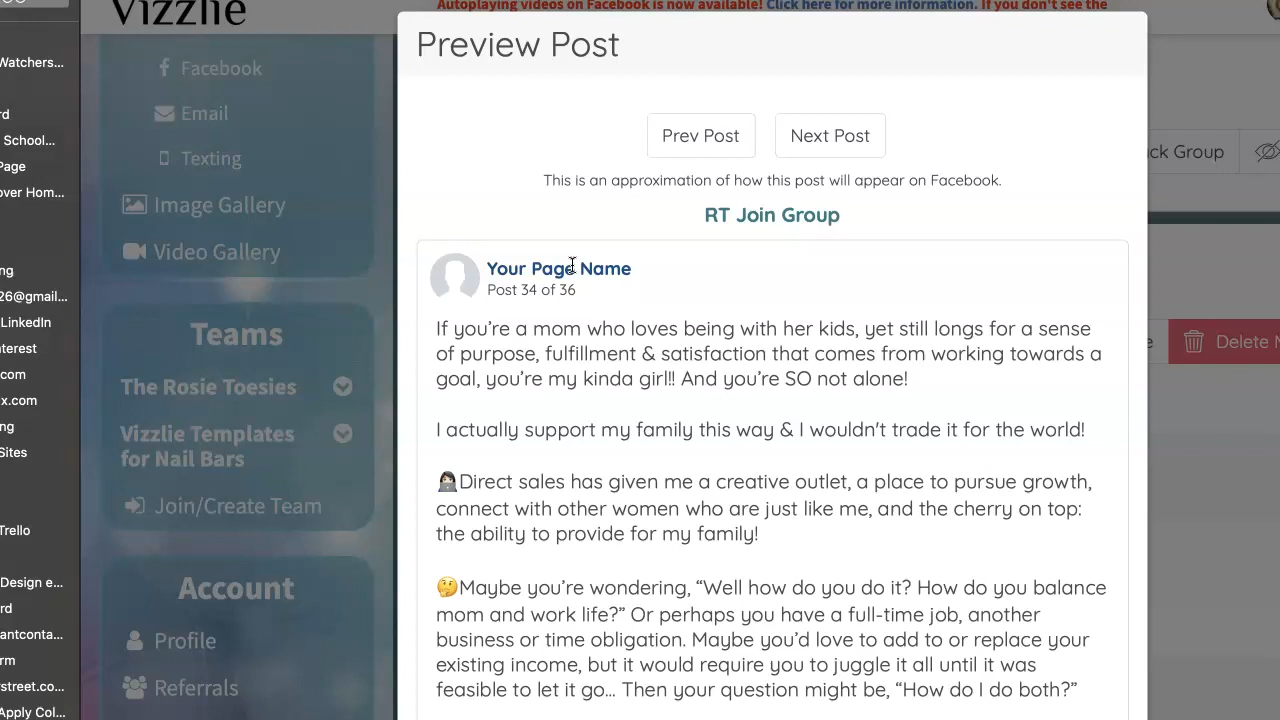 Vizzlie
Autoplaying videos on Facebook is now available! Click here for more information. If you don't see the
Watchers...
rd
School...
Page
over Hom...
ng
26@gmail...
LinkedIn
nterest
.com
x.com
ng
Sites
Trello
Design e...
rd
antconta...
rm
rstreet.co...
Apply Col...
Facebook
Email
Texting
Image Gallery
Video Gallery
Teams
The Rosie Toesies
Vizzlie Templates
for Nail Bars
Join/Create Team
Account
Profile
Referrals
Preview Post
Prev Post
Next Post
This is an approximation of how this post will appear on Facebook.
RT Join Group
Your Page Name
Post 34 of 36
If you’re a mom who loves being with her kids, yet still longs for a sense
of purpose, fulfillment & satisfaction that comes from working towards a
goal, you’re my kinda girl!! And you’re SO not alone!
I actually support my family this way & I wouldn't trade it for the world!
👩🏻‍💻Direct sales has given me a creative outlet, a place to pursue growth,
connect with other women who are just like me, and the cherry on top:
the ability to provide for my family!
🤔Maybe you’re wondering, “Well how do you do it? How do you balance
mom and work life?” Or perhaps you have a full-time job, another
business or time obligation. Maybe you’d love to add to or replace your
existing income, but it would require you to juggle it all until it was
feasible to let it go... Then your question might be, “How do I do both?”
ck Group
e
Delete N